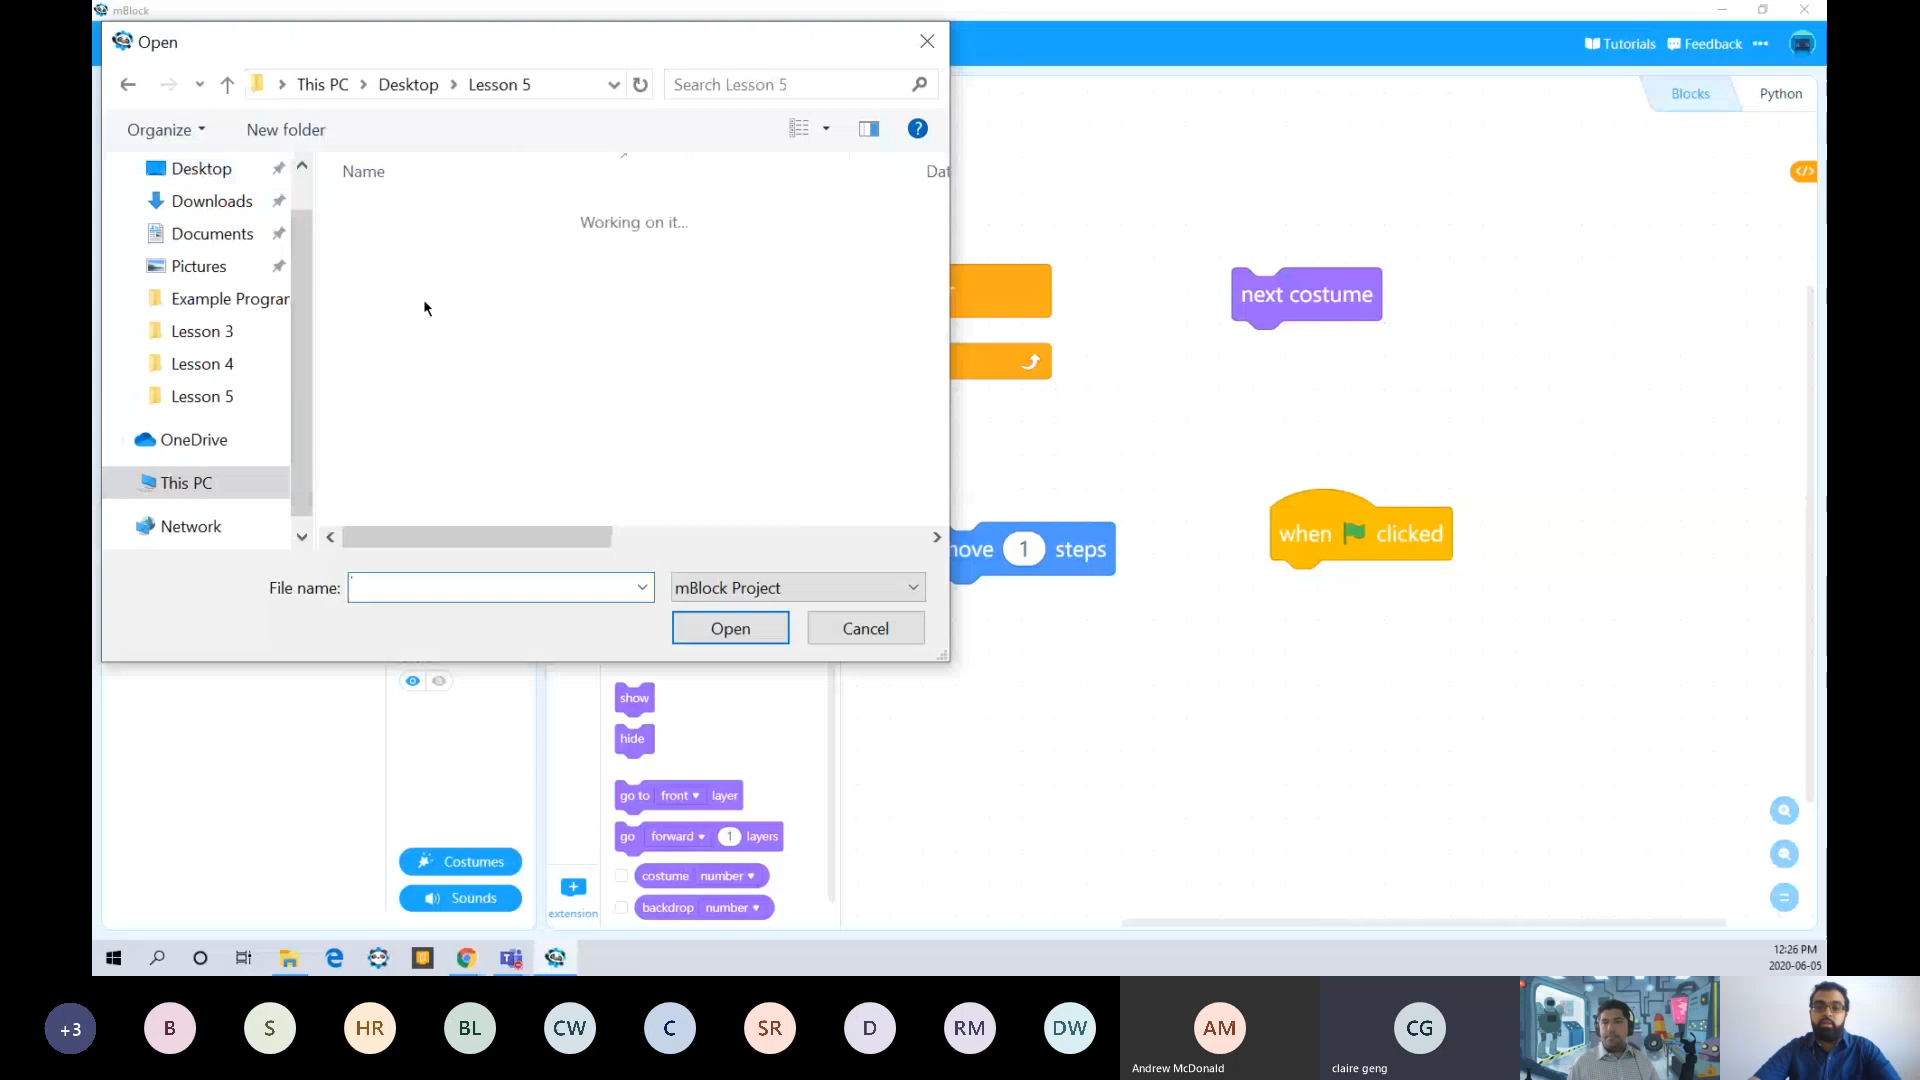 mBlock
Open
This PC
Desktop
Lesson 5
Search Lesson 5
Tutorials
Feedback
Blocks
Python
Organize
New folder
Name
Dat
Working on it...
Desktop
Downloads
Documents
Pictures
Example Program
Lesson 3
Lesson 4
Lesson 5
OneDrive
This PC
Network
next costume
move 1 steps
when clicked
File name:
mBlock Project
Open
Cancel
show
hide
go to front layer
go forward 1 layers
costume number
backdrop number
Costumes
Sounds
extension
12:26 PM
2020-06-05
+3
B
S
HR
BL
CW
C
SR
D
RM
DW
AM
Andrew McDonald
CG
claire geng